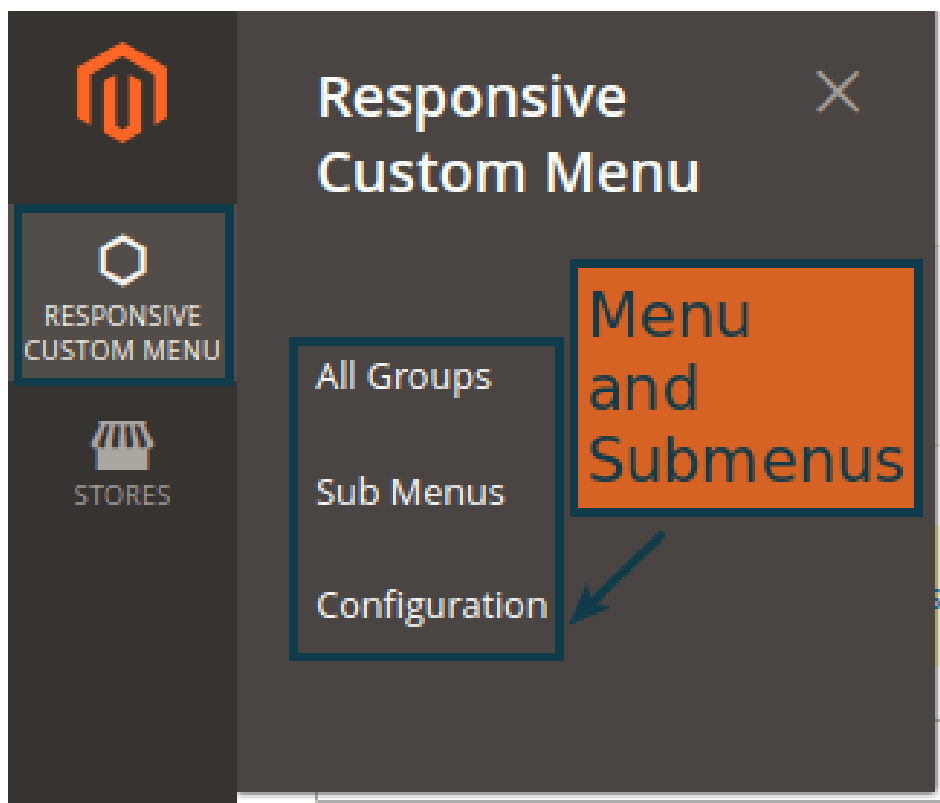 Responsive
Custom Menu
RESPONSIVE
CUSTOM MENU
STORES
All Groups
Sub Menus
Configuration
Menu
and
Submenus